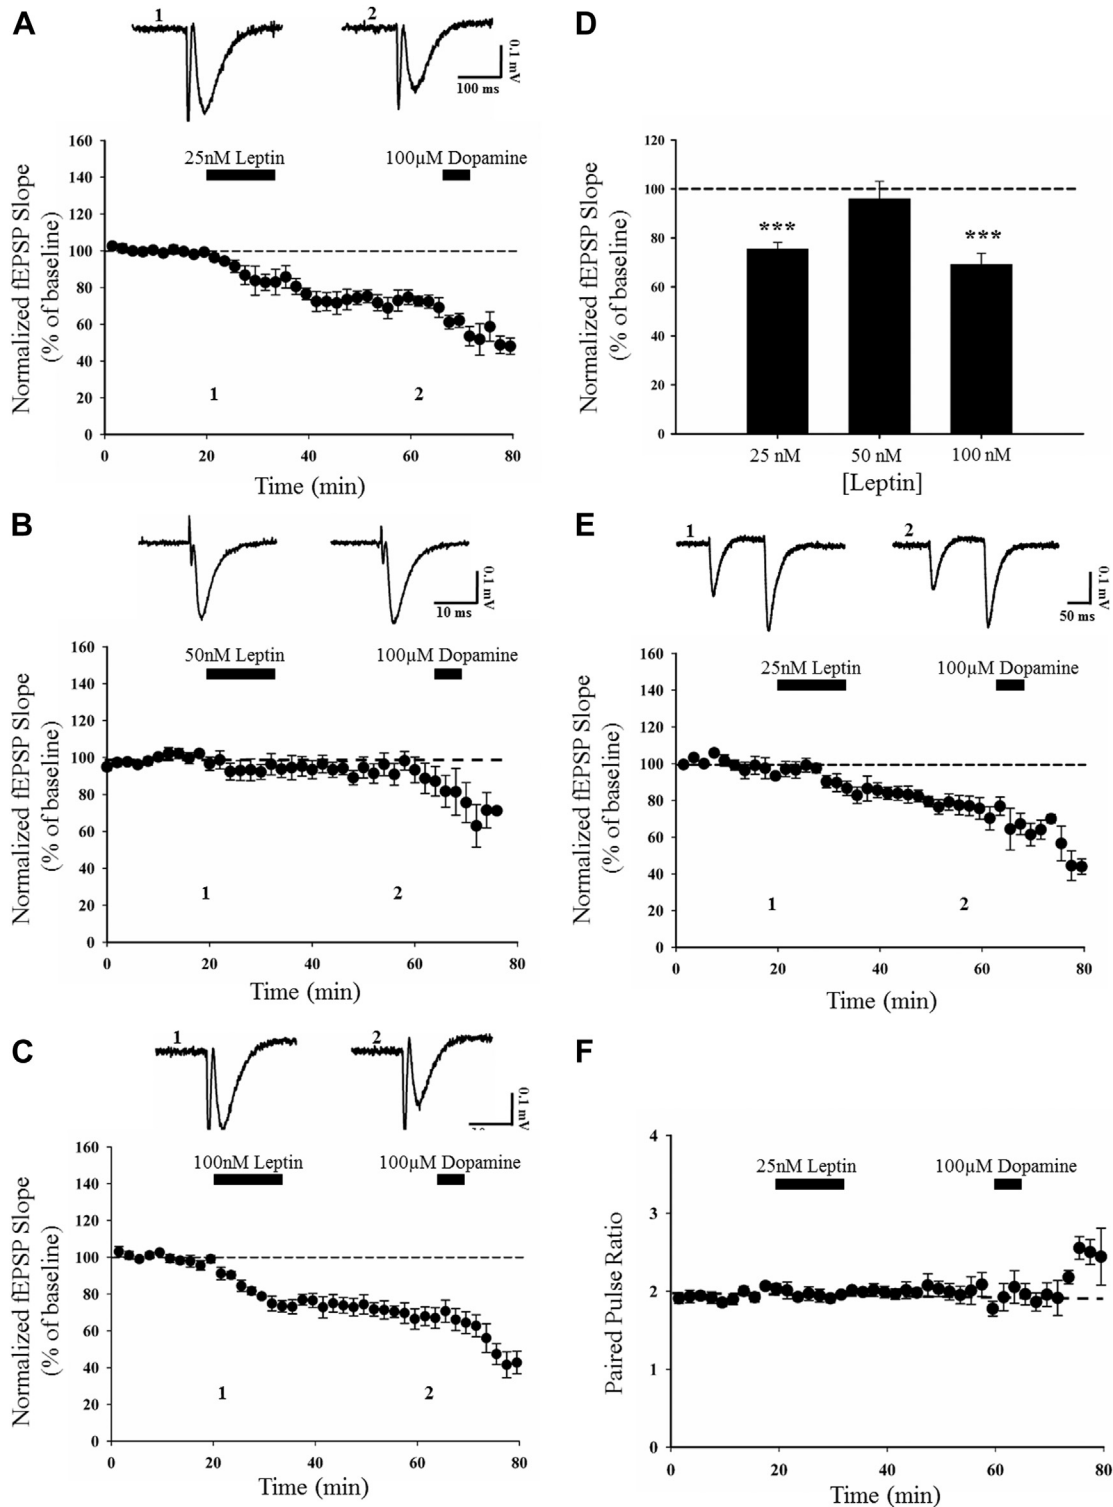 A
1
2
0.1 mV
100 ms
Normalized fEPSP Slope
(% of baseline)
160
140
120
100
80
60
40
20
0
25nM Leptin
100µM Dopamine
1
2
0
20
40
60
80
Time (min)
D
Normalized fEPSP Slope
(% of baseline)
120
100
80
60
40
20
0
***
***
25 nM
50 nM
100 nM
[Leptin]
B
0.1 mV
10 ms
Normalized fEPSP Slope
(% of baseline)
160
140
120
100
80
60
40
20
0
50nM Leptin
100µM Dopamine
1
2
0
20
40
60
80
Time (min)
E
1
2
0.1 mV
50 ms
Normalized fEPSP Slope
(% of baseline)
160
140
120
100
80
60
40
20
0
25nM Leptin
100µM Dopamine
1
2
0
20
40
60
80
Time (min)
C
1
2
0.1 mV
Normalized fEPSP Slope
(% of baseline)
160
140
120
100
80
60
40
20
0
100nM Leptin
100µM Dopamine
1
2
0
20
40
60
80
Time (min)
F
Paired Pulse Ratio
4
3
2
1
0
25nM Leptin
100µM Dopamine
0
20
40
60
80
Time (min)